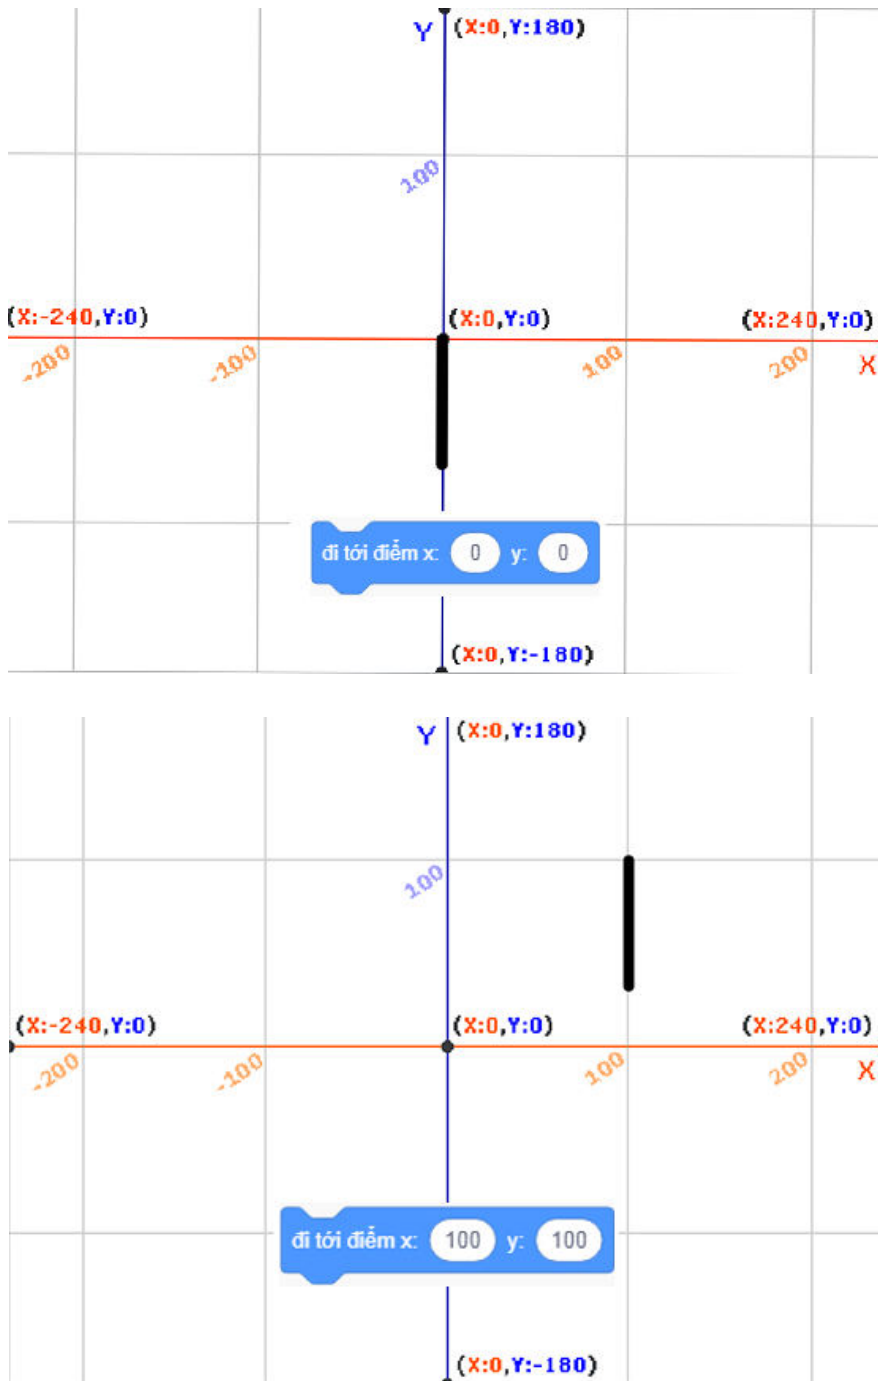 Y (X:0,Y:180)
100
(X:-240,Y:0) (X:0,Y:0) (X:240,Y:0)
-200 -100 100 200 X
đi tới điểm x: 0 y: 0
(X:0,Y:-180)
Y (X:0,Y:180)
100
(X:-240,Y:0) (X:0,Y:0) (X:240,Y:0)
-200 -100 100 200 X
đi tới điểm x: 100 y: 100
(X:0,Y:-180)